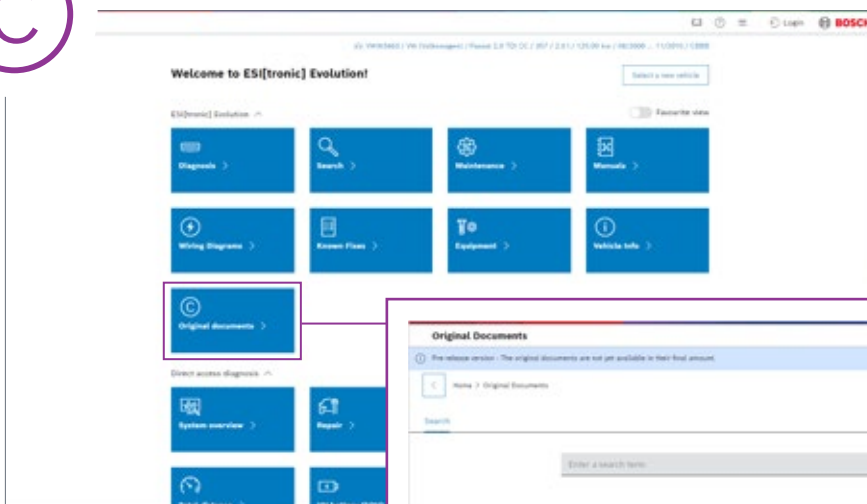 C
Login BOSCH
Welcome to ESI[tronic] Evolution!
Select a new vehicle
ESI[tronic] Evolution
Favourite view
Diagnosis
Search
Maintenance
Manuals
Wiring Diagrams
Known Fixes
Equipment
Vehicle Info
C
Original documents
Direct access diagnosis
System overview
Repair
Original Documents
Pre-release version - The original documents are not yet available in their final amount.
Home > Original Documents
Search
Enter a search term